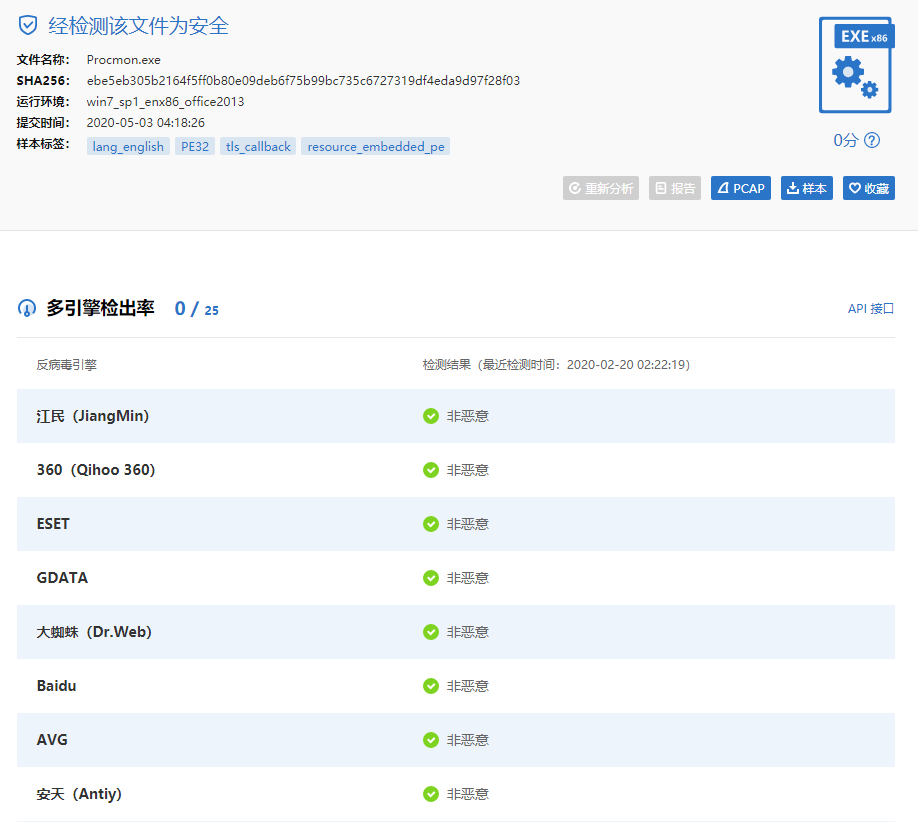 经检测该文件为安全
文件名称： Procmon.exe
SHA256: ebe5eb305b2164f5ff0b80e09deb6f75b99bc735c6727319df4eda9d97f28f03
运行环境： win7_sp1_enx86_office2013
提交时间： 2020-05-03 04:18:26
样本标签： lang_english PE32 tls_callback resource_embedded_pe
EXE x86
0分 ?
重新分析 报告 PCAP 样本 收藏
多引擎检出率 0 / 25 API 接口
反病毒引擎 检测结果（最近检测时间：2020-02-20 02:22:19）
江民（JiangMin） 非恶意
360（Qihoo 360） 非恶意
ESET 非恶意
GDATA 非恶意
大蜘蛛（Dr.Web） 非恶意
Baidu 非恶意
AVG 非恶意
安天（Antiy） 非恶意